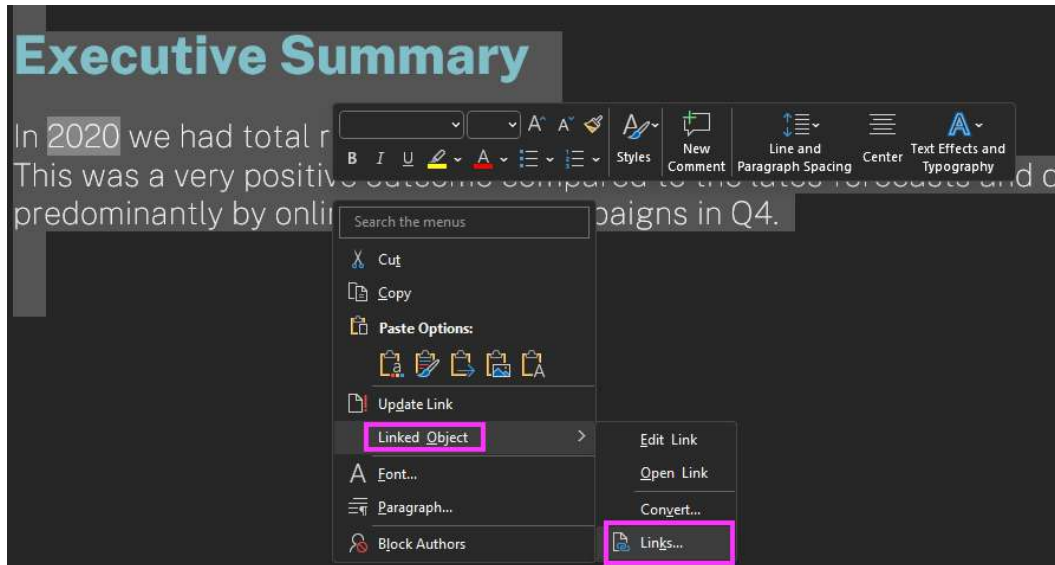 Executive Summary
In 2020 we had total r
This was a very positiv
predominantly by onli
paigns in Q4.
B I U
Styles
New Comment
Line and Paragraph Spacing
Center
Text Effects and Typography
Search the menus
Cut
Copy
Paste Options:
Update Link
Linked Object
Font...
Paragraph...
Block Authors
Edit Link
Open Link
Convert...
Links...